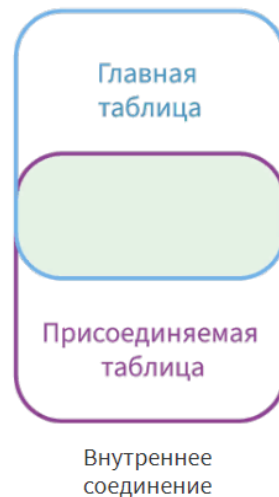 Главная
таблица
Присоединяемая
таблица
Внутреннее
соединение